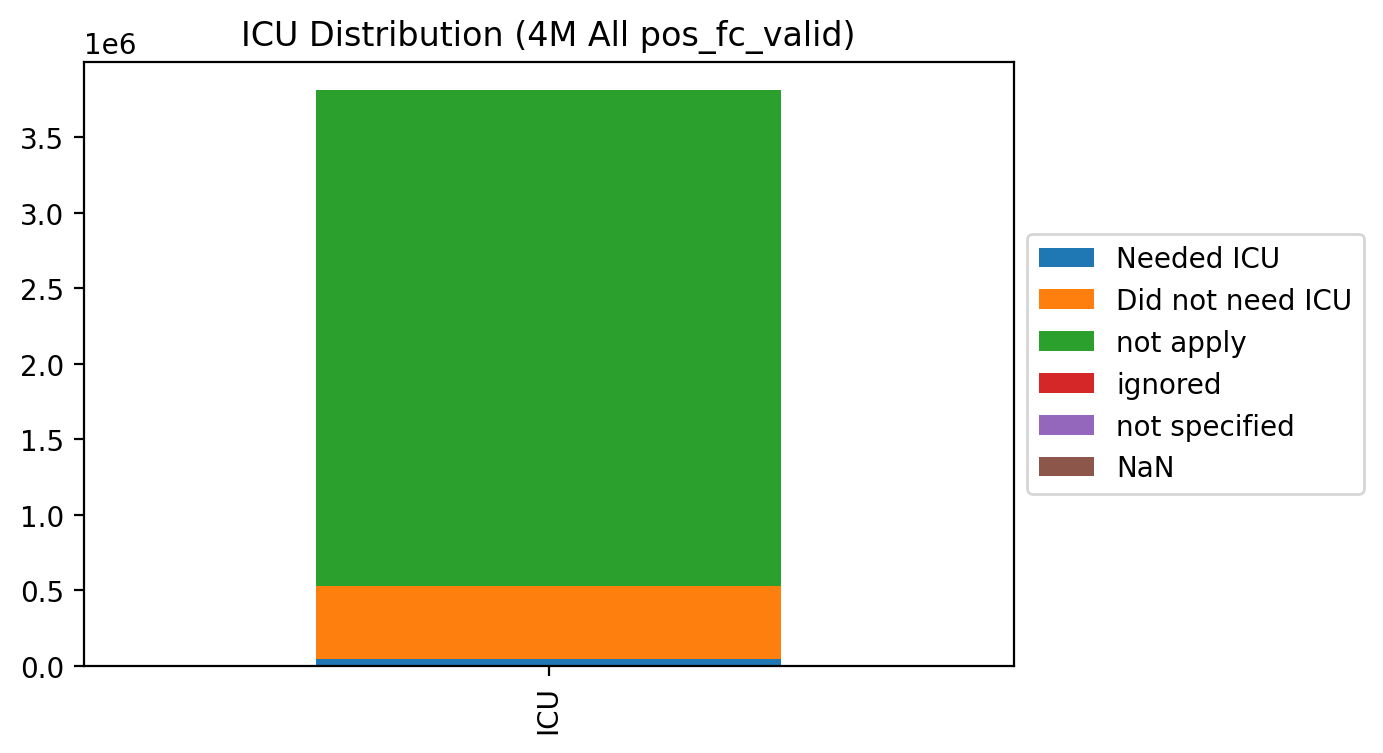 ICU Distribution (4M All pos_fc_valid)
1e6
3.5
3.0
2.5
2.0
1.5
1.0
0.5
0.0
ICU
Needed ICU
Did not need ICU
not apply
ignored
not specified
NaN